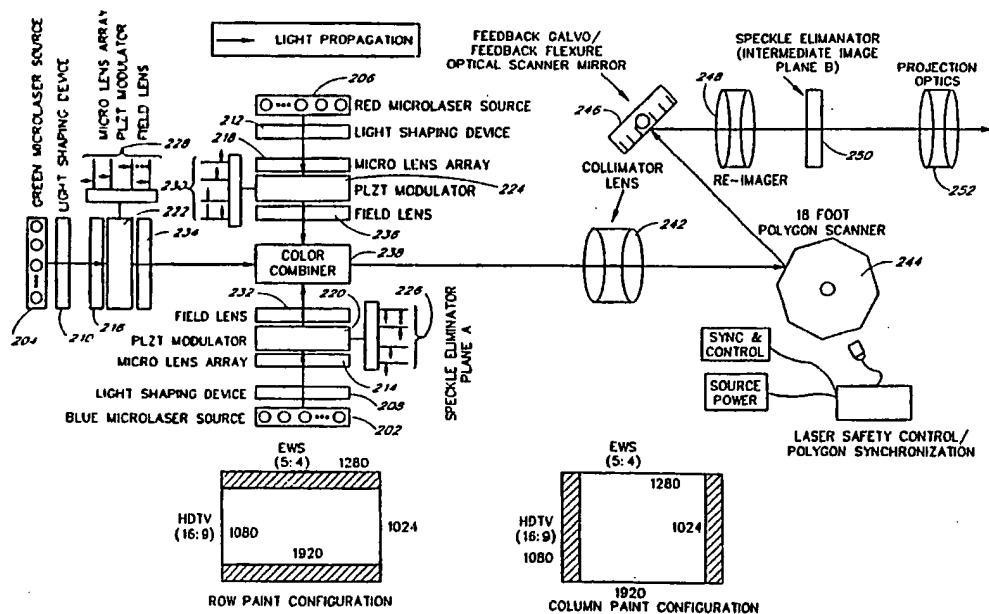 LIGHT PROPAGATION
GREEN MICROLASER SOURCE
LIGHT SHAPING DEVICE
MICRO LENS ARRAY
PLZT MODULATOR
FIELD LENS
228
222
234
204
210
216
206
RED MICROLASER SOURCE
212
LIGHT SHAPING DEVICE
218
MICRO LENS ARRAY
PLZT MODULATOR
224
FIELD LENS
236
COLOR
COMBINER
238
232
220
226
FIELD LENS
PLZT MODULATOR
MICRO LENS ARRAY
214
LIGHT SHAPING DEVICE
208
BLUE MICROLASER SOURCE
202
SPECKLE ELIMINATOR
PLANE A
FEEDBACK GALVO/
FEEDBACK FLEXURE
OPTICAL SCANNER
MIRROR
246
248
RE-IMAGER
SPECKLE ELIMANATOR
(INTERMEDIATE IMAGE
PLANE B)
250
PROJECTION
OPTICS
252
COLLIMATOR
LENS
242
18 FOOT
POLYGON SCANNER
244
SYNC &
CONTROL
SOURCE
POWER
LASER SAFETY CONTROL/
POLYGON SYNCHRONIZATION
EWS
(5:4)
1280
HDTV
(16:9)
1080
1024
1920
ROW PAINT CONFIGURATION
EWS
(5:4)
1280
HDTV
(16:9)
1080
1024
1920
COLUMN PAINT CONFIGURATION